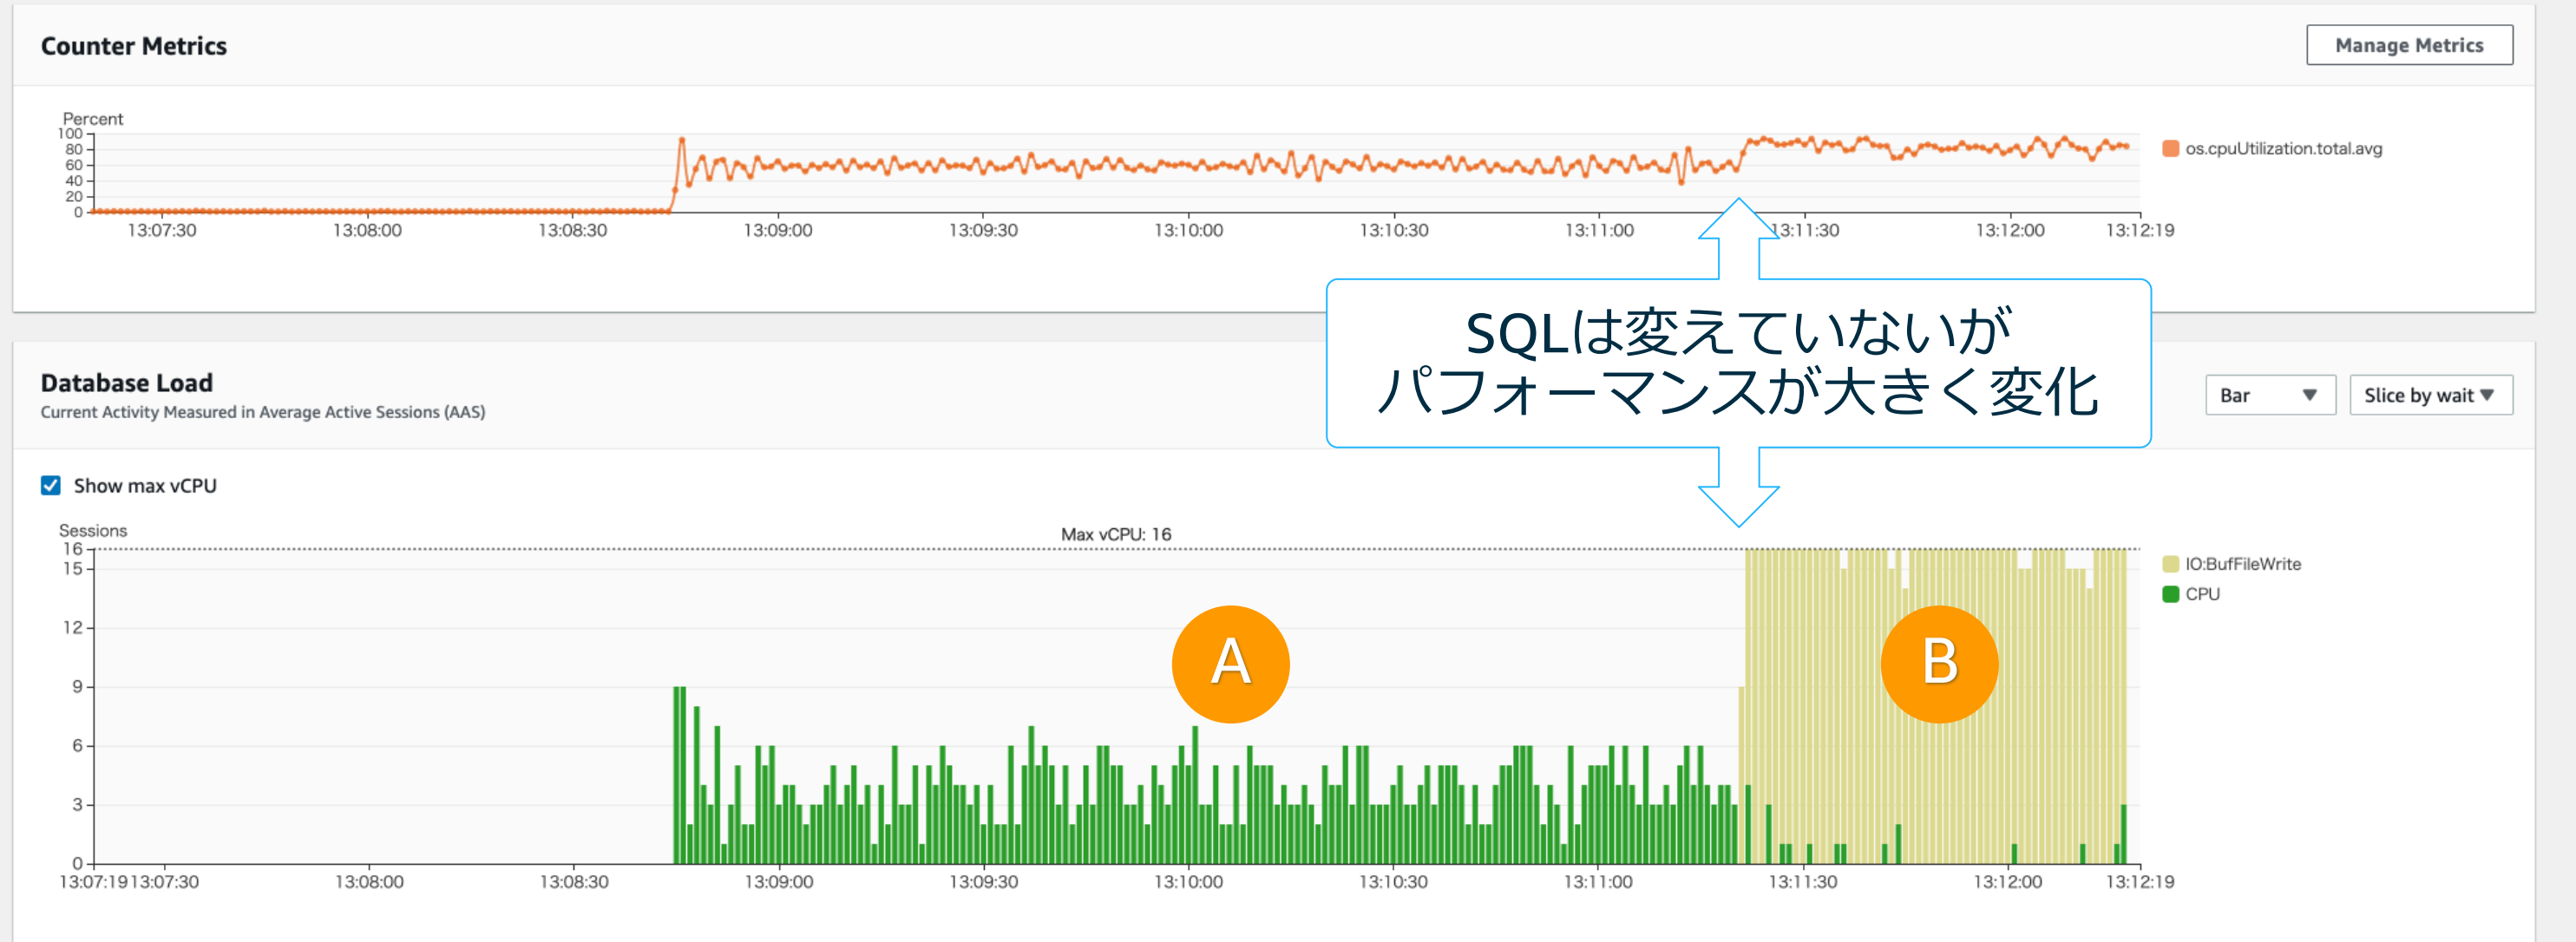 Counter Metrics
Manage Metrics
Percent
100
80
60
40
20
0
13:07:30 13:08:00 13:08:30 13:09:00 13:09:30 13:10:00 13:10:30 13:11:00 13:11:30 13:12:00 13:12:19
os.cpuUtilization.total.avg
SQLは変えていないが
パフォーマンスが大きく変化
Database Load
Current Activity Measured in Average Active Sessions (AAS)
Bar
Slice by wait
Show max vCPU
Sessions
Max vCPU: 16
16
15
12
9
6
3
0
A
B
IO:BufFileWrite
CPU
13:07:19 13:07:30 13:08:00 13:08:30 13:09:00 13:09:30 13:10:00 13:10:30 13:11:00 13:11:30 13:12:00 13:12:19